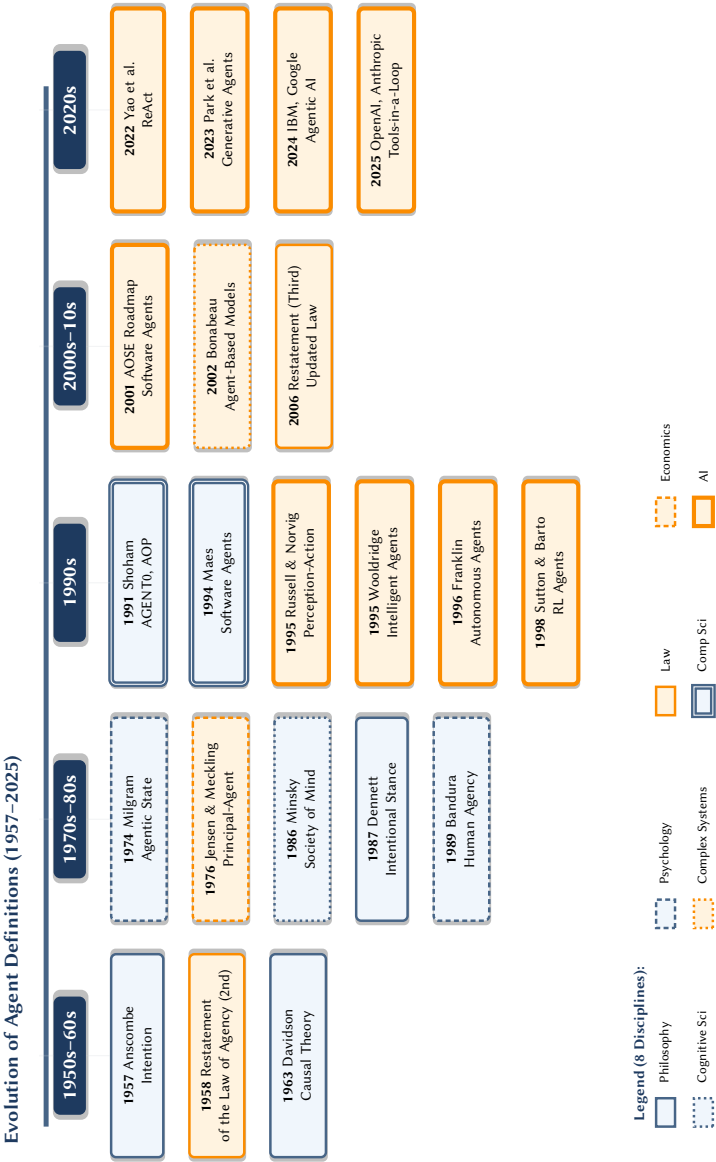 Evolution of Agent Definitions (1957–2025)
1950s–60s
1957 Anscombe
Intention
1958 Restatement
of the Law of Agency (2nd)
1963 Davidson
Causal Theory
1970s–80s
1974 Milgram
Agentic State
1976 Jensen & Meckling
Principal-Agent
1986 Minsky
Society of Mind
1987 Dennett
Intentional Stance
1989 Bandura
Human Agency
1990s
1991 Shoham
AGENT0, AOP
1994 Maes
Software Agents
1995 Russell & Norvig
Perception-Action
1995 Wooldridge
Intelligent Agents
1996 Franklin
Autonomous Agents
1998 Sutton & Barto
RL Agents
2000s–10s
2001 AOSE Roadmap
Software Agents
2002 Bonabeau
Agent-Based Models
2006 Restatement (Third)
Updated Law
2020s
2022 Yao et al.
ReAct
2023 Park et al.
Generative Agents
2024 IBM, Google
Agentic AI
2025 OpenAI, Anthropic
Tools-in-a-Loop
Legend (8 Disciplines):
Philosophy
Psychology
Law
Economics
Cognitive Sci
Complex Systems
Comp Sci
AI